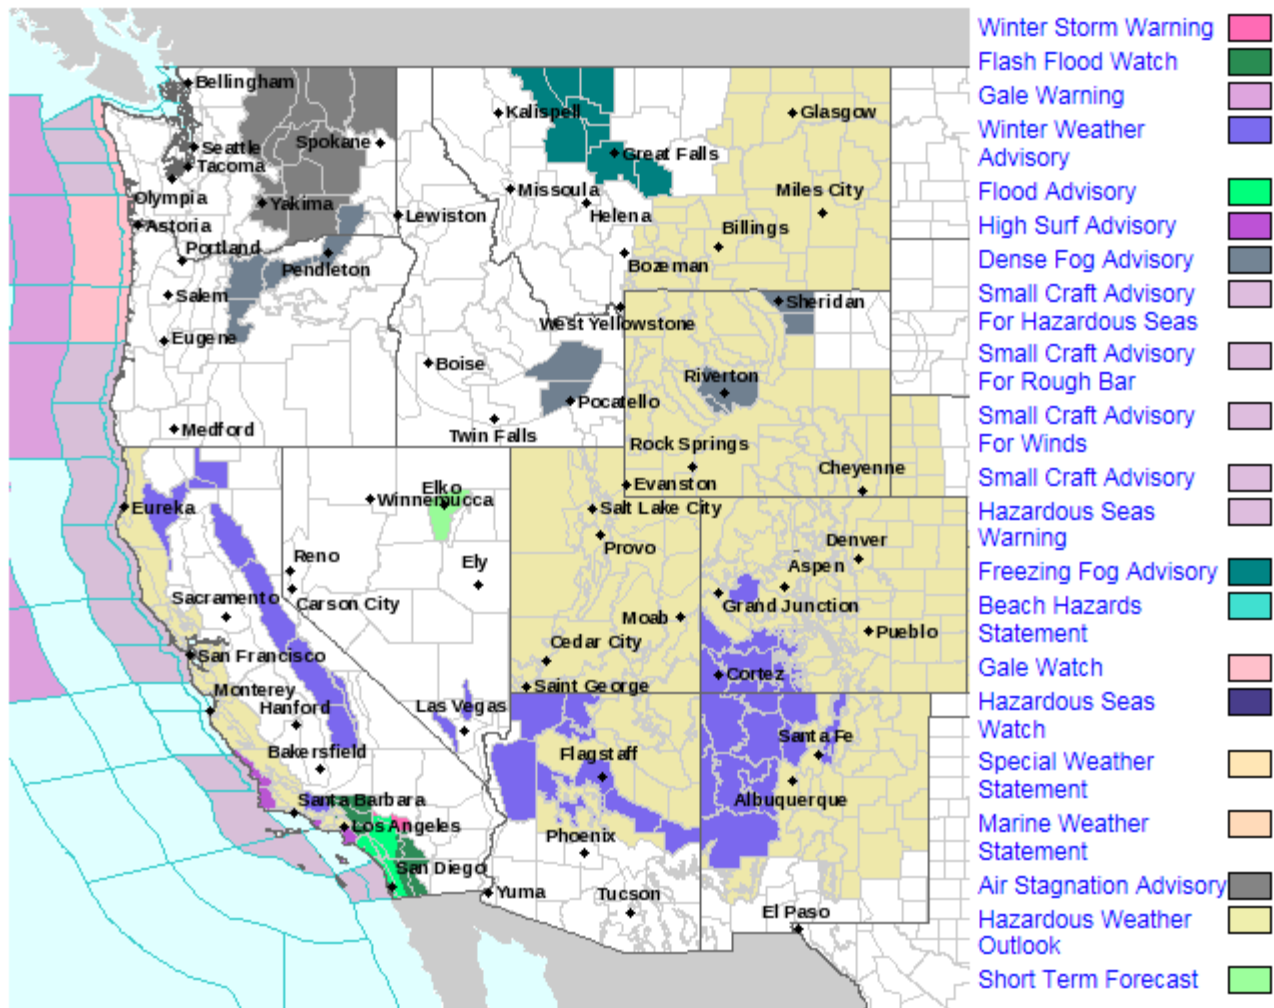 Bellingham
Seattle
Spokane
Tacoma
Olympia
Yakima
Astoria
Lewiston
Portland
Pendleton
Salem
Eugene
Medford
Kalispell
Glasgow
Great Falls
Missoula
Miles City
Helena
Billings
Bozeman
Sheridan
West Yellowstone
Boise
Riverton
Pocatello
Twin Falls
Rock Springs
Cheyenne
Evanston
Elko
Winnemucca
Eureka
Salt Lake City
Provo
Denver
Reno
Ely
Aspen
Sacramento
Carson City
Grand Junction
Moab
Pueblo
Cedar City
San Francisco
Cortez
Saint George
Monterey
Hanford
Las Vegas
Santa Fe
Bakersfield
Flagstaff
Albuquerque
Santa Barbara
Los Angeles
Phoenix
San Diego
Yuma
Tucson
El Paso
Winter Storm Warning
Flash Flood Watch
Gale Warning
Winter Weather
Advisory
Flood Advisory
High Surf Advisory
Dense Fog Advisory
Small Craft Advisory
For Hazardous Seas
Small Craft Advisory
For Rough Bar
Small Craft Advisory
For Winds
Small Craft Advisory
Hazardous Seas
Warning
Freezing Fog Advisory
Beach Hazards
Statement
Gale Watch
Hazardous Seas
Watch
Special Weather
Statement
Marine Weather
Statement
Air Stagnation Advisory
Hazardous Weather
Outlook
Short Term Forecast